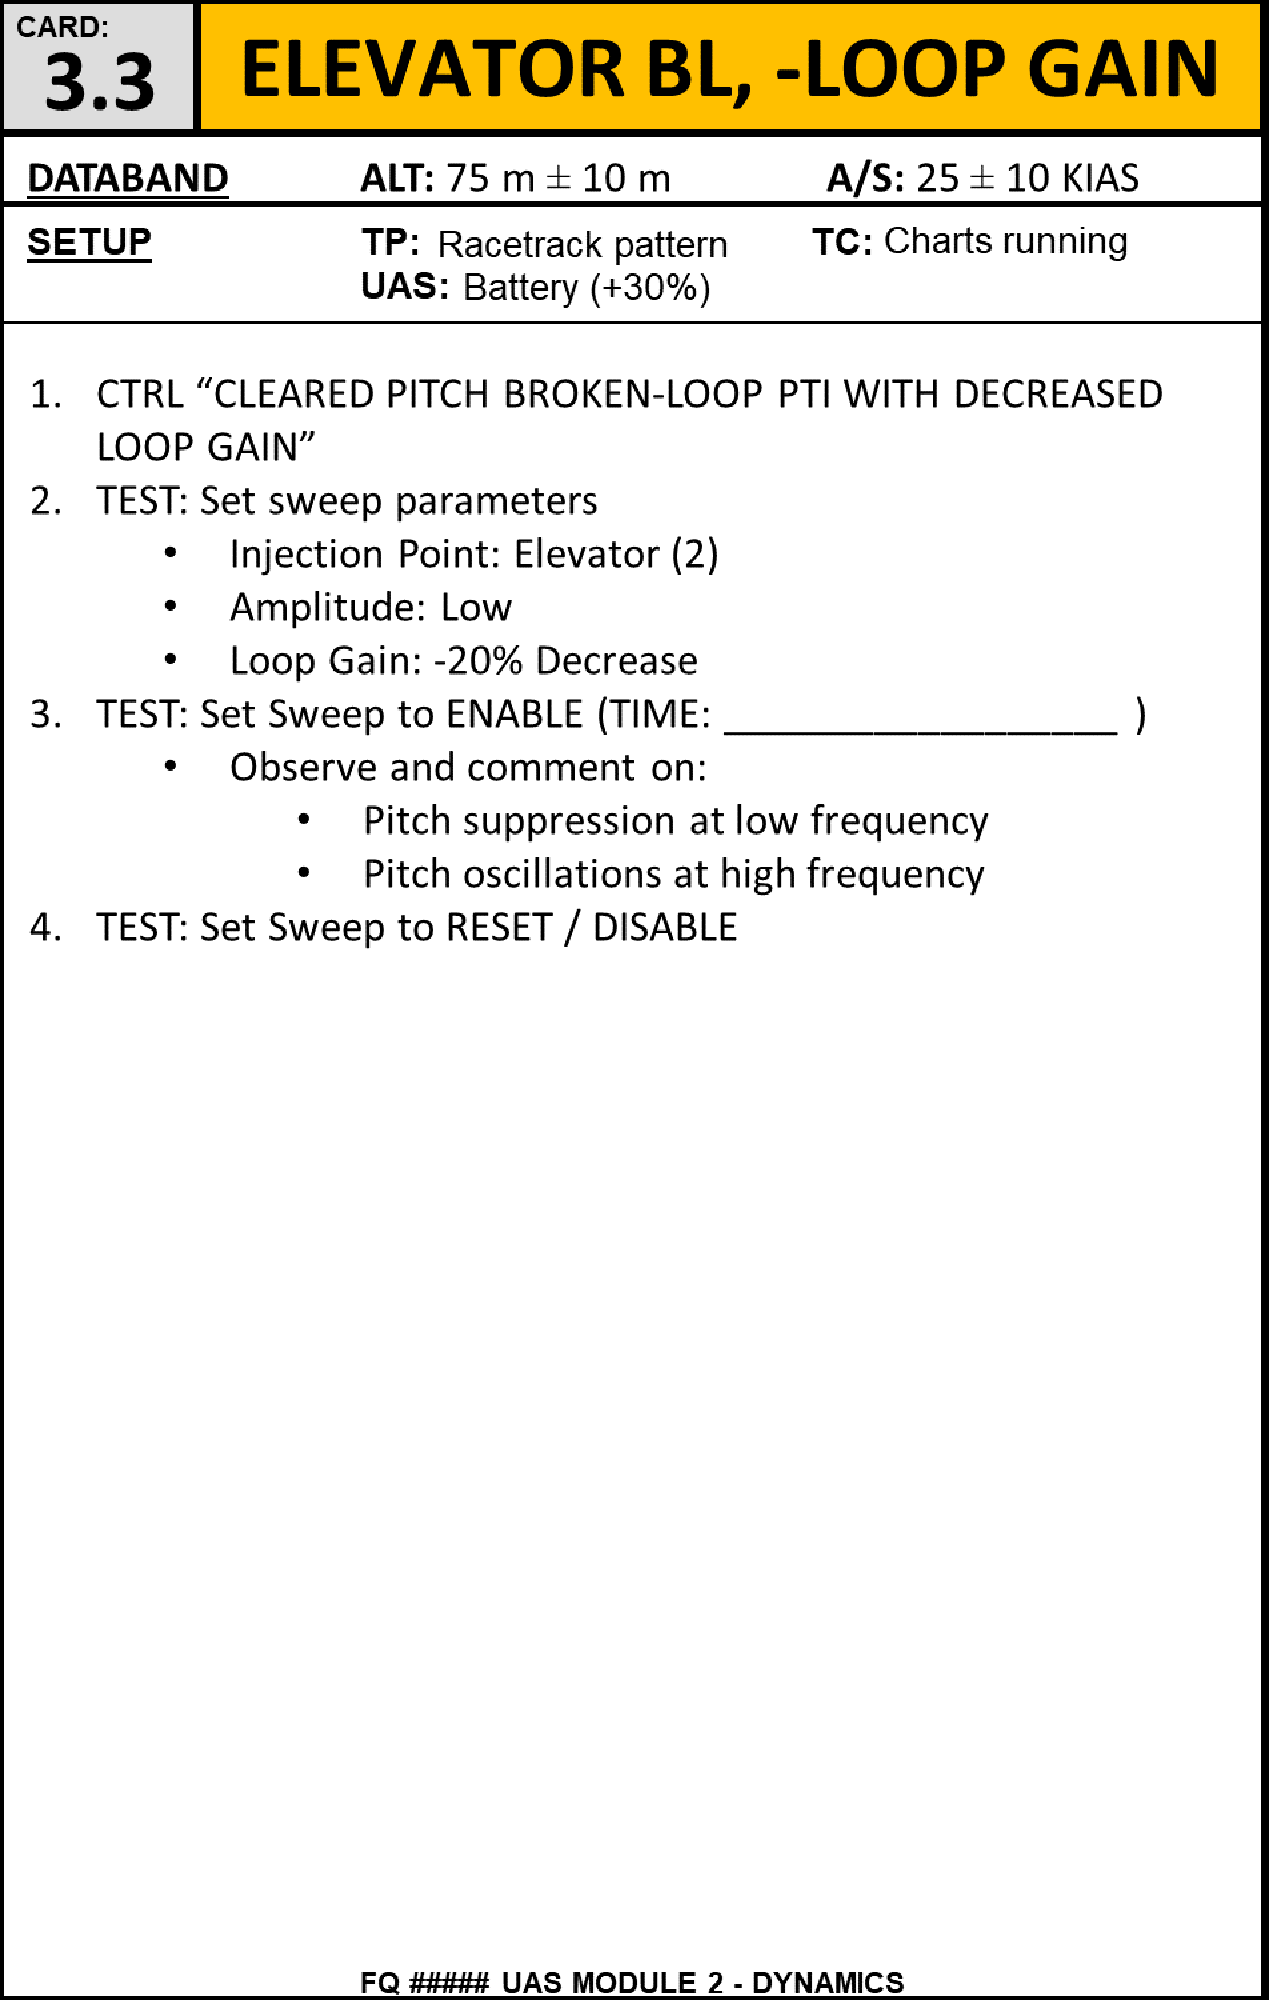 CARD:
3.3
ELEVATOR BL, -LOOP GAIN
DATABAND ALT: 75 m ± 10 m A/S: 25 ± 10 KIAS
SETUP TP: Racetrack pattern TC: Charts running
UAS: Battery (+30%)
1. CTRL “CLEARED PITCH BROKEN-LOOP PTI WITH DECREASED
LOOP GAIN”
2. TEST: Set sweep parameters
• Injection Point: Elevator (2)
• Amplitude: Low
• Loop Gain: -20% Decrease
3. TEST: Set Sweep to ENABLE (TIME: __________________ )
• Observe and comment on:
• Pitch suppression at low frequency
• Pitch oscillations at high frequency
4. TEST: Set Sweep to RESET / DISABLE
FQ ##### UAS MODULE 2 - DYNAMICS